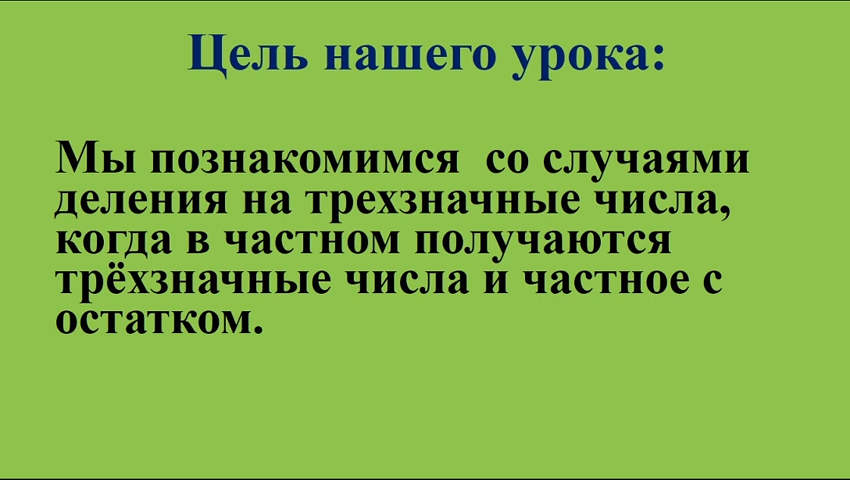 Цель нашего урока:
Мы познакомимся со случаями
деления на трехзначные числа,
когда в частном получаются
трёхзначные числа и частное с
остатком.